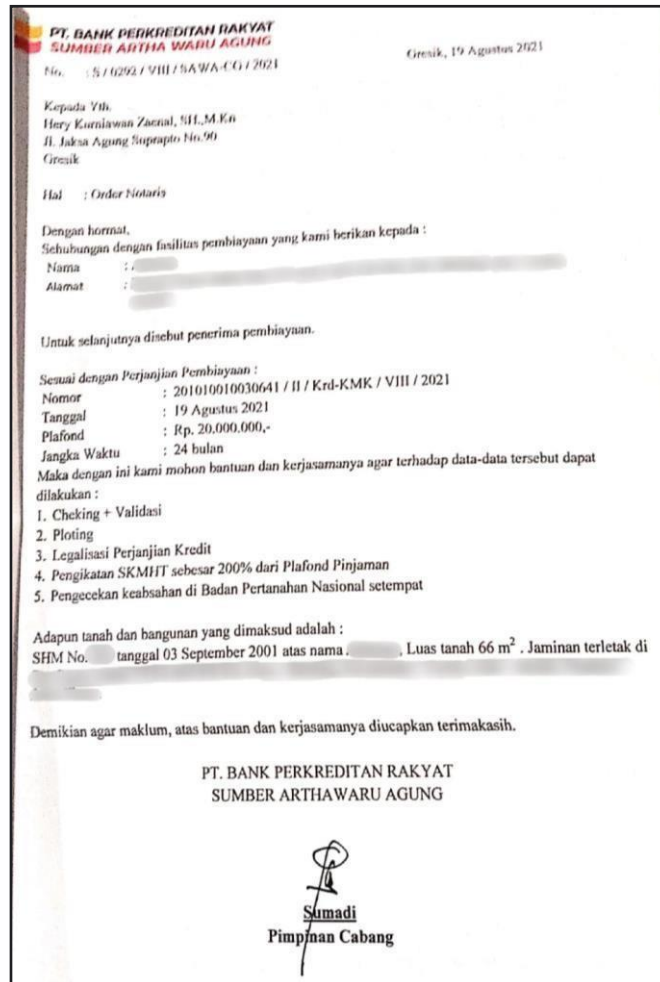 PT. BANK PERKREDITAN RAKYAT
SUMBER ARTHA WARU AGUNG
Gresik, 19 Agustus 2021
No. : S / 0292 / VIII / SAWA-CG / 2021
Kepada Yth.
Hery Kurniawan Zaenal, SH.,M.Kn
Jl. Jaksa Agung Suprapto No.90
Gresik
Hal : Order Notaris
Dengan hormat,
Sehubungan dengan fasilitas pembiayaan yang kami berikan kepada :
Nama :
Alamat :
Untuk selanjutnya disebut penerima pembiayaan.
Sesuai dengan Perjanjian Pembiayaan :
Nomor : 201010010030641 / II / Krd-KMK / VIII / 2021
Tanggal : 19 Agustus 2021
Plafond : Rp. 20.000.000,-
Jangka Waktu : 24 bulan
Maka dengan ini kami mohon bantuan dan kerjasamanya agar terhadap data-data tersebut dapat
dilakukan :
1. Cheking + Validasi
2. Ploting
3. Legalisasi Perjanjian Kredit
4. Pengikatan SKMHT sebesar 200% dari Plafond Pinjaman
5. Pengecekan keabsahan di Badan Pertanahan Nasional setempat
Adapun tanah dan bangunan yang dimaksud adalah :
SHM No. tanggal 03 September 2001 atas nama . , Luas tanah 66 m² . Jaminan terletak di
Demikian agar maklum, atas bantuan dan kerjasamanya diucapkan terimakasih.
PT. BANK PERKREDITAN RAKYAT
SUMBER ARTHAWARU AGUNG
Sumadi
Pimpinan Cabang